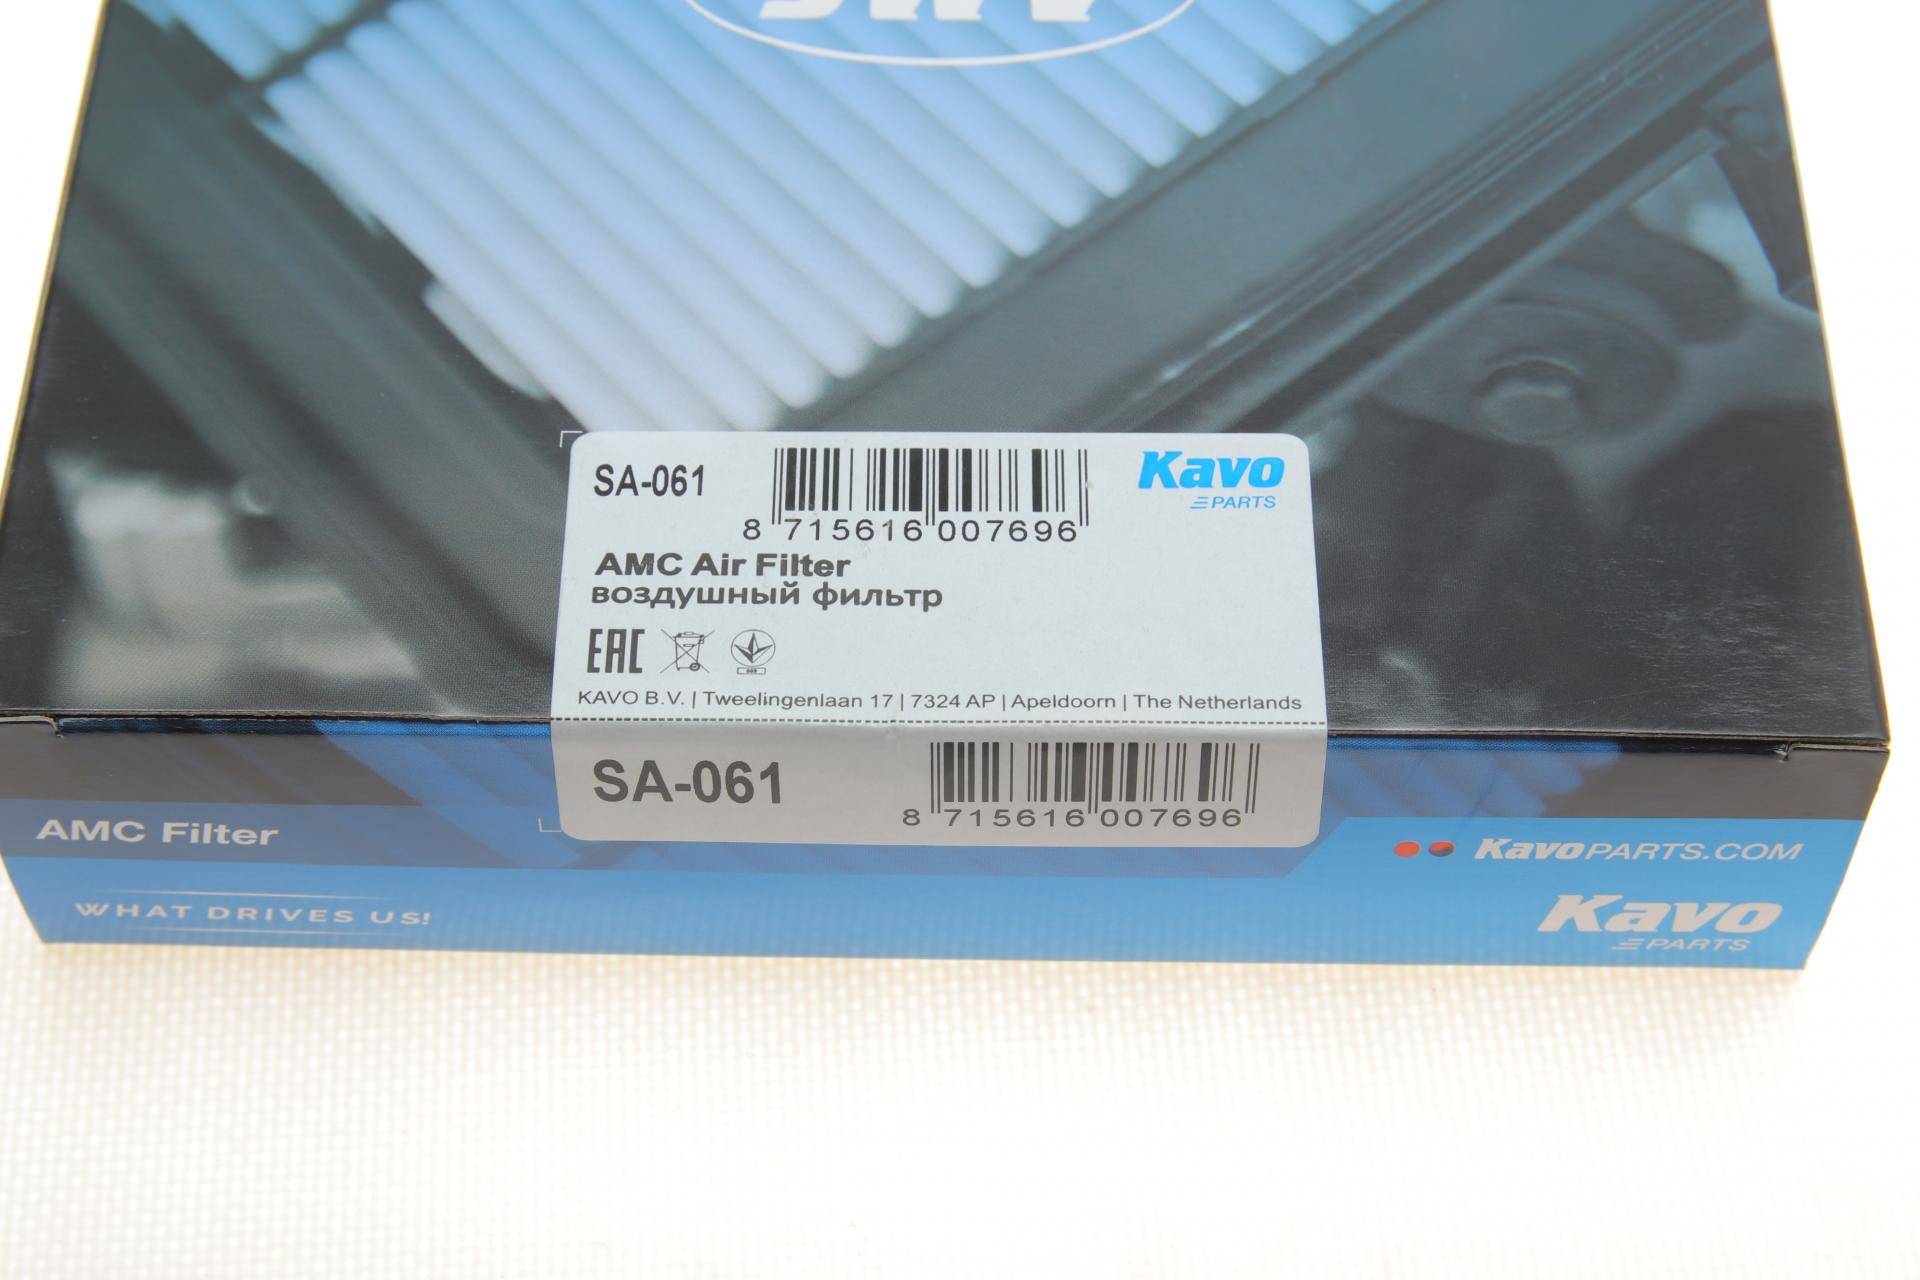 SA-061
8 715616 007696
Kavo
PARTS
AMC Air Filter
воздушный фильтр
EAC
KAVO B.V. | Tweelingenlaan 17 | 7324 AP | Apeldoorn | The Netherlands
SA-061
8 715616 007696
AMC Filter
KavoPARTS.COM
WHAT DRIVES US!
Kavo
PARTS